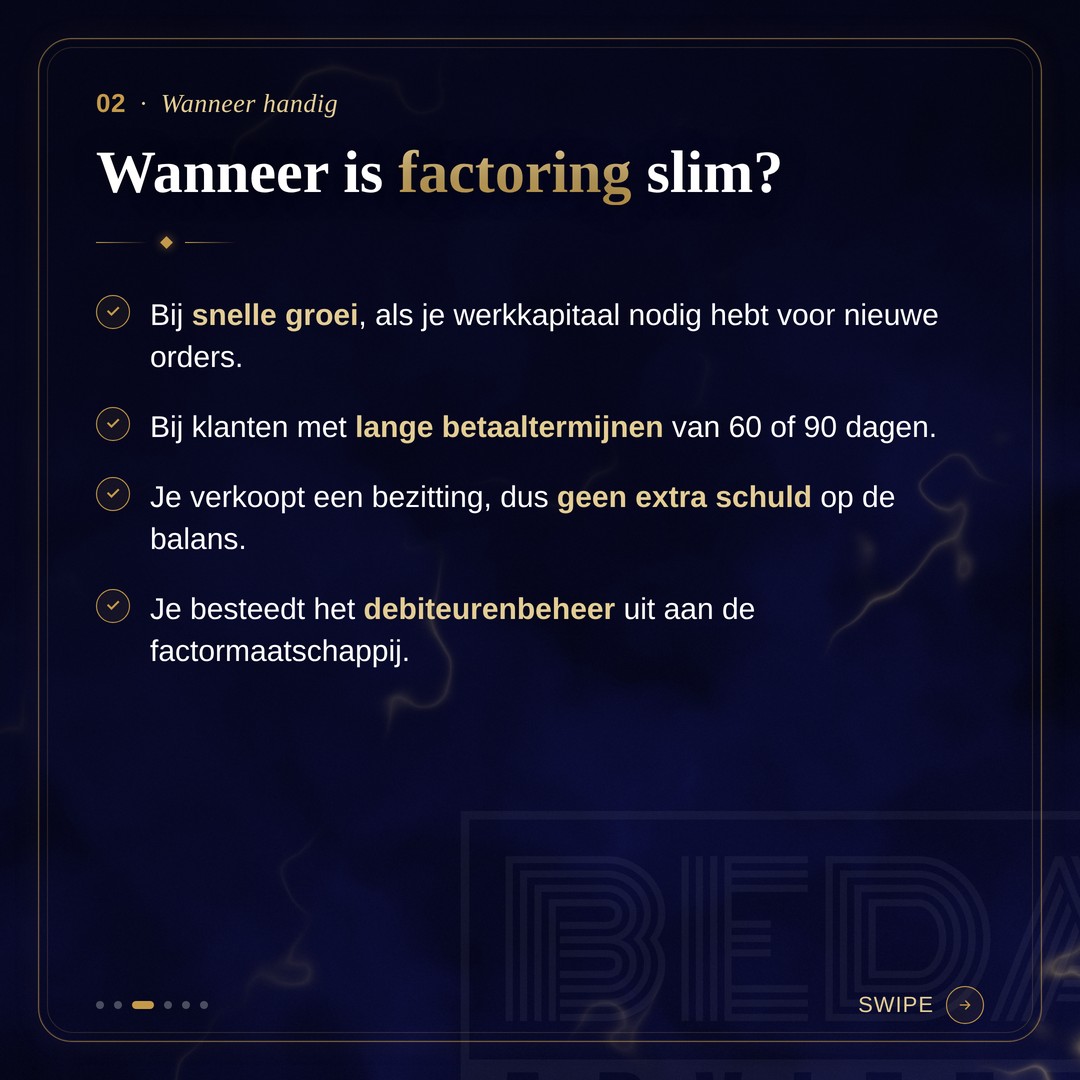 02 · Wanneer handig
Wanneer is factoring slim?
Bij snelle groei, als je werkkapitaal nodig hebt voor nieuwe
orders.
Bij klanten met lange betaaltermijnen van 60 of 90 dagen.
Je verkoopt een bezitting, dus geen extra schuld op de
balans.
Je besteedt het debiteurenbeheer uit aan de
factormaatschappij.
BEDA
SWIPE